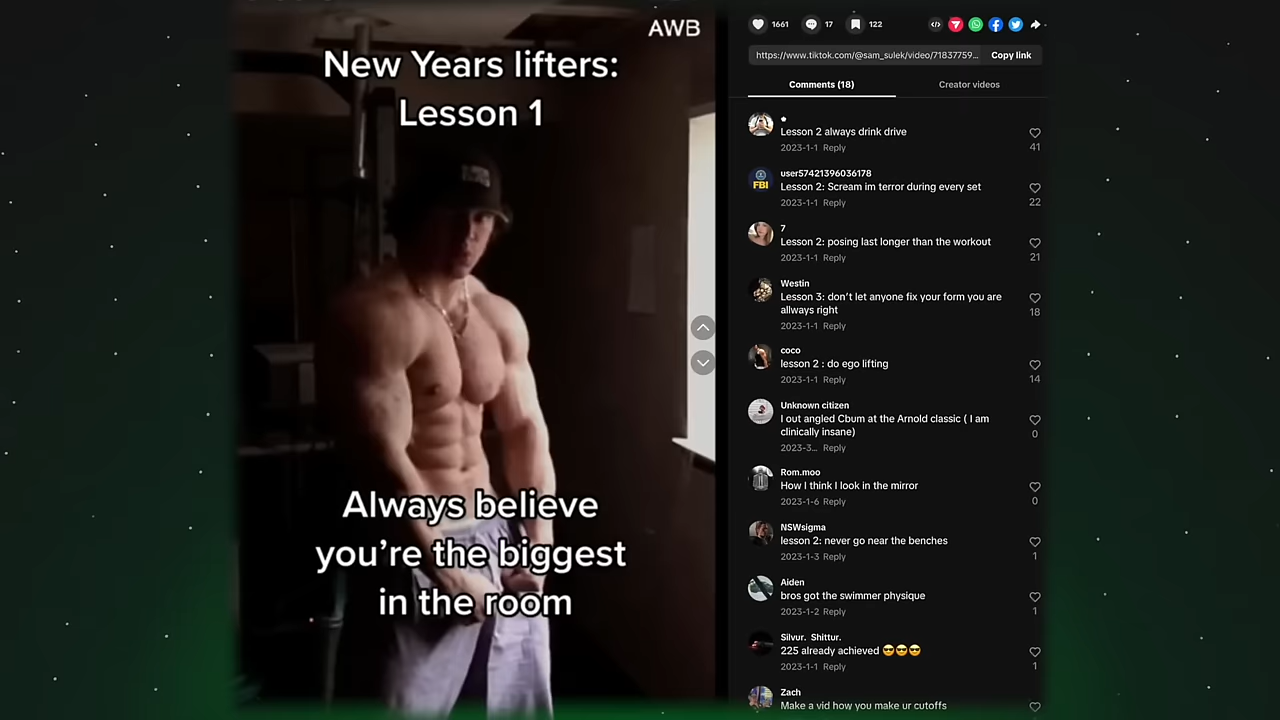 AWB
New Years lifters:
Lesson 1
Always believe
you're the biggest
in the room
1661
17
122
https://www.tiktok.com/@sam_sulek/video/71837759...
Copy link
Comments (18)
Creator videos
Lesson 2 always drink drive
2023-1-1 Reply
41
FBI
user57421396036178
Lesson 2: Scream im terror during every set
2023-1-1 Reply
22
7
Lesson 2: posing last longer than the workout
2023-1-1 Reply
21
Westin
Lesson 3: don't let anyone fix your form you are
allways right
2023-1-1 Reply
18
coco
lesson 2 : do ego lifting
2023-1-1 Reply
14
Unknown citizen
I out angled Cbum at the Arnold classic ( I am
clinically insane)
2023-3... Reply
0
Rom.moo
How I think I look in the mirror
2023-1-6 Reply
0
NSWsigma
lesson 2: never go near the benches
2023-1-3 Reply
1
Aiden
bros got the swimmer physique
2023-1-2 Reply
1
Silvur. Shittur.
225 already achieved 😎😎😎
2023-1-1 Reply
1
Zach
Make a vid how you make ur cutoffs